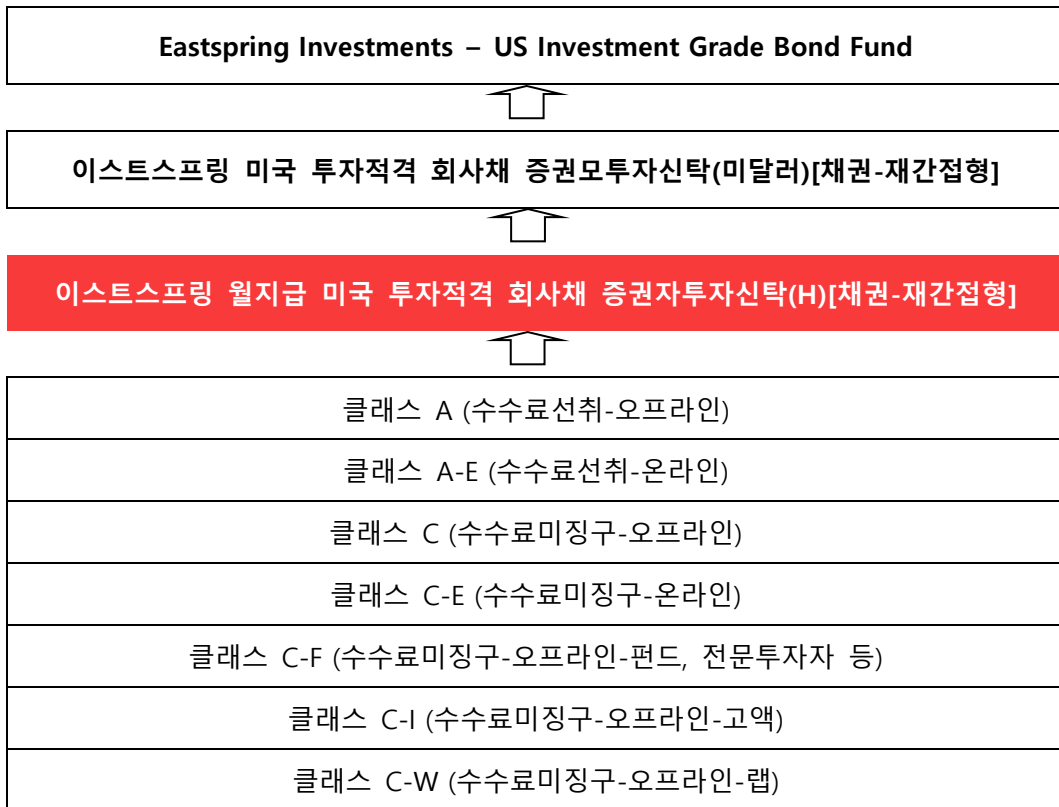 Eastspring Investments – US Investment Grade Bond Fund
이스트스프링 미국 투자적격 회사채 증권모투자신탁(미달러)[채권-재간접형]
이스트스프링 월지급 미국 투자적격 회사채 증권자투자신탁(H)[채권-재간접형]
클래스 A (수수료선취-오프라인)
클래스 A-E (수수료선취-온라인)
클래스 C (수수료미징구-오프라인)
클래스 C-E (수수료미징구-온라인)
클래스 C-F (수수료미징구-오프라인-펀드, 전문투자자 등)
클래스 C-I (수수료미징구-오프라인-고액)
클래스 C-W (수수료미징구-오프라인-랩)